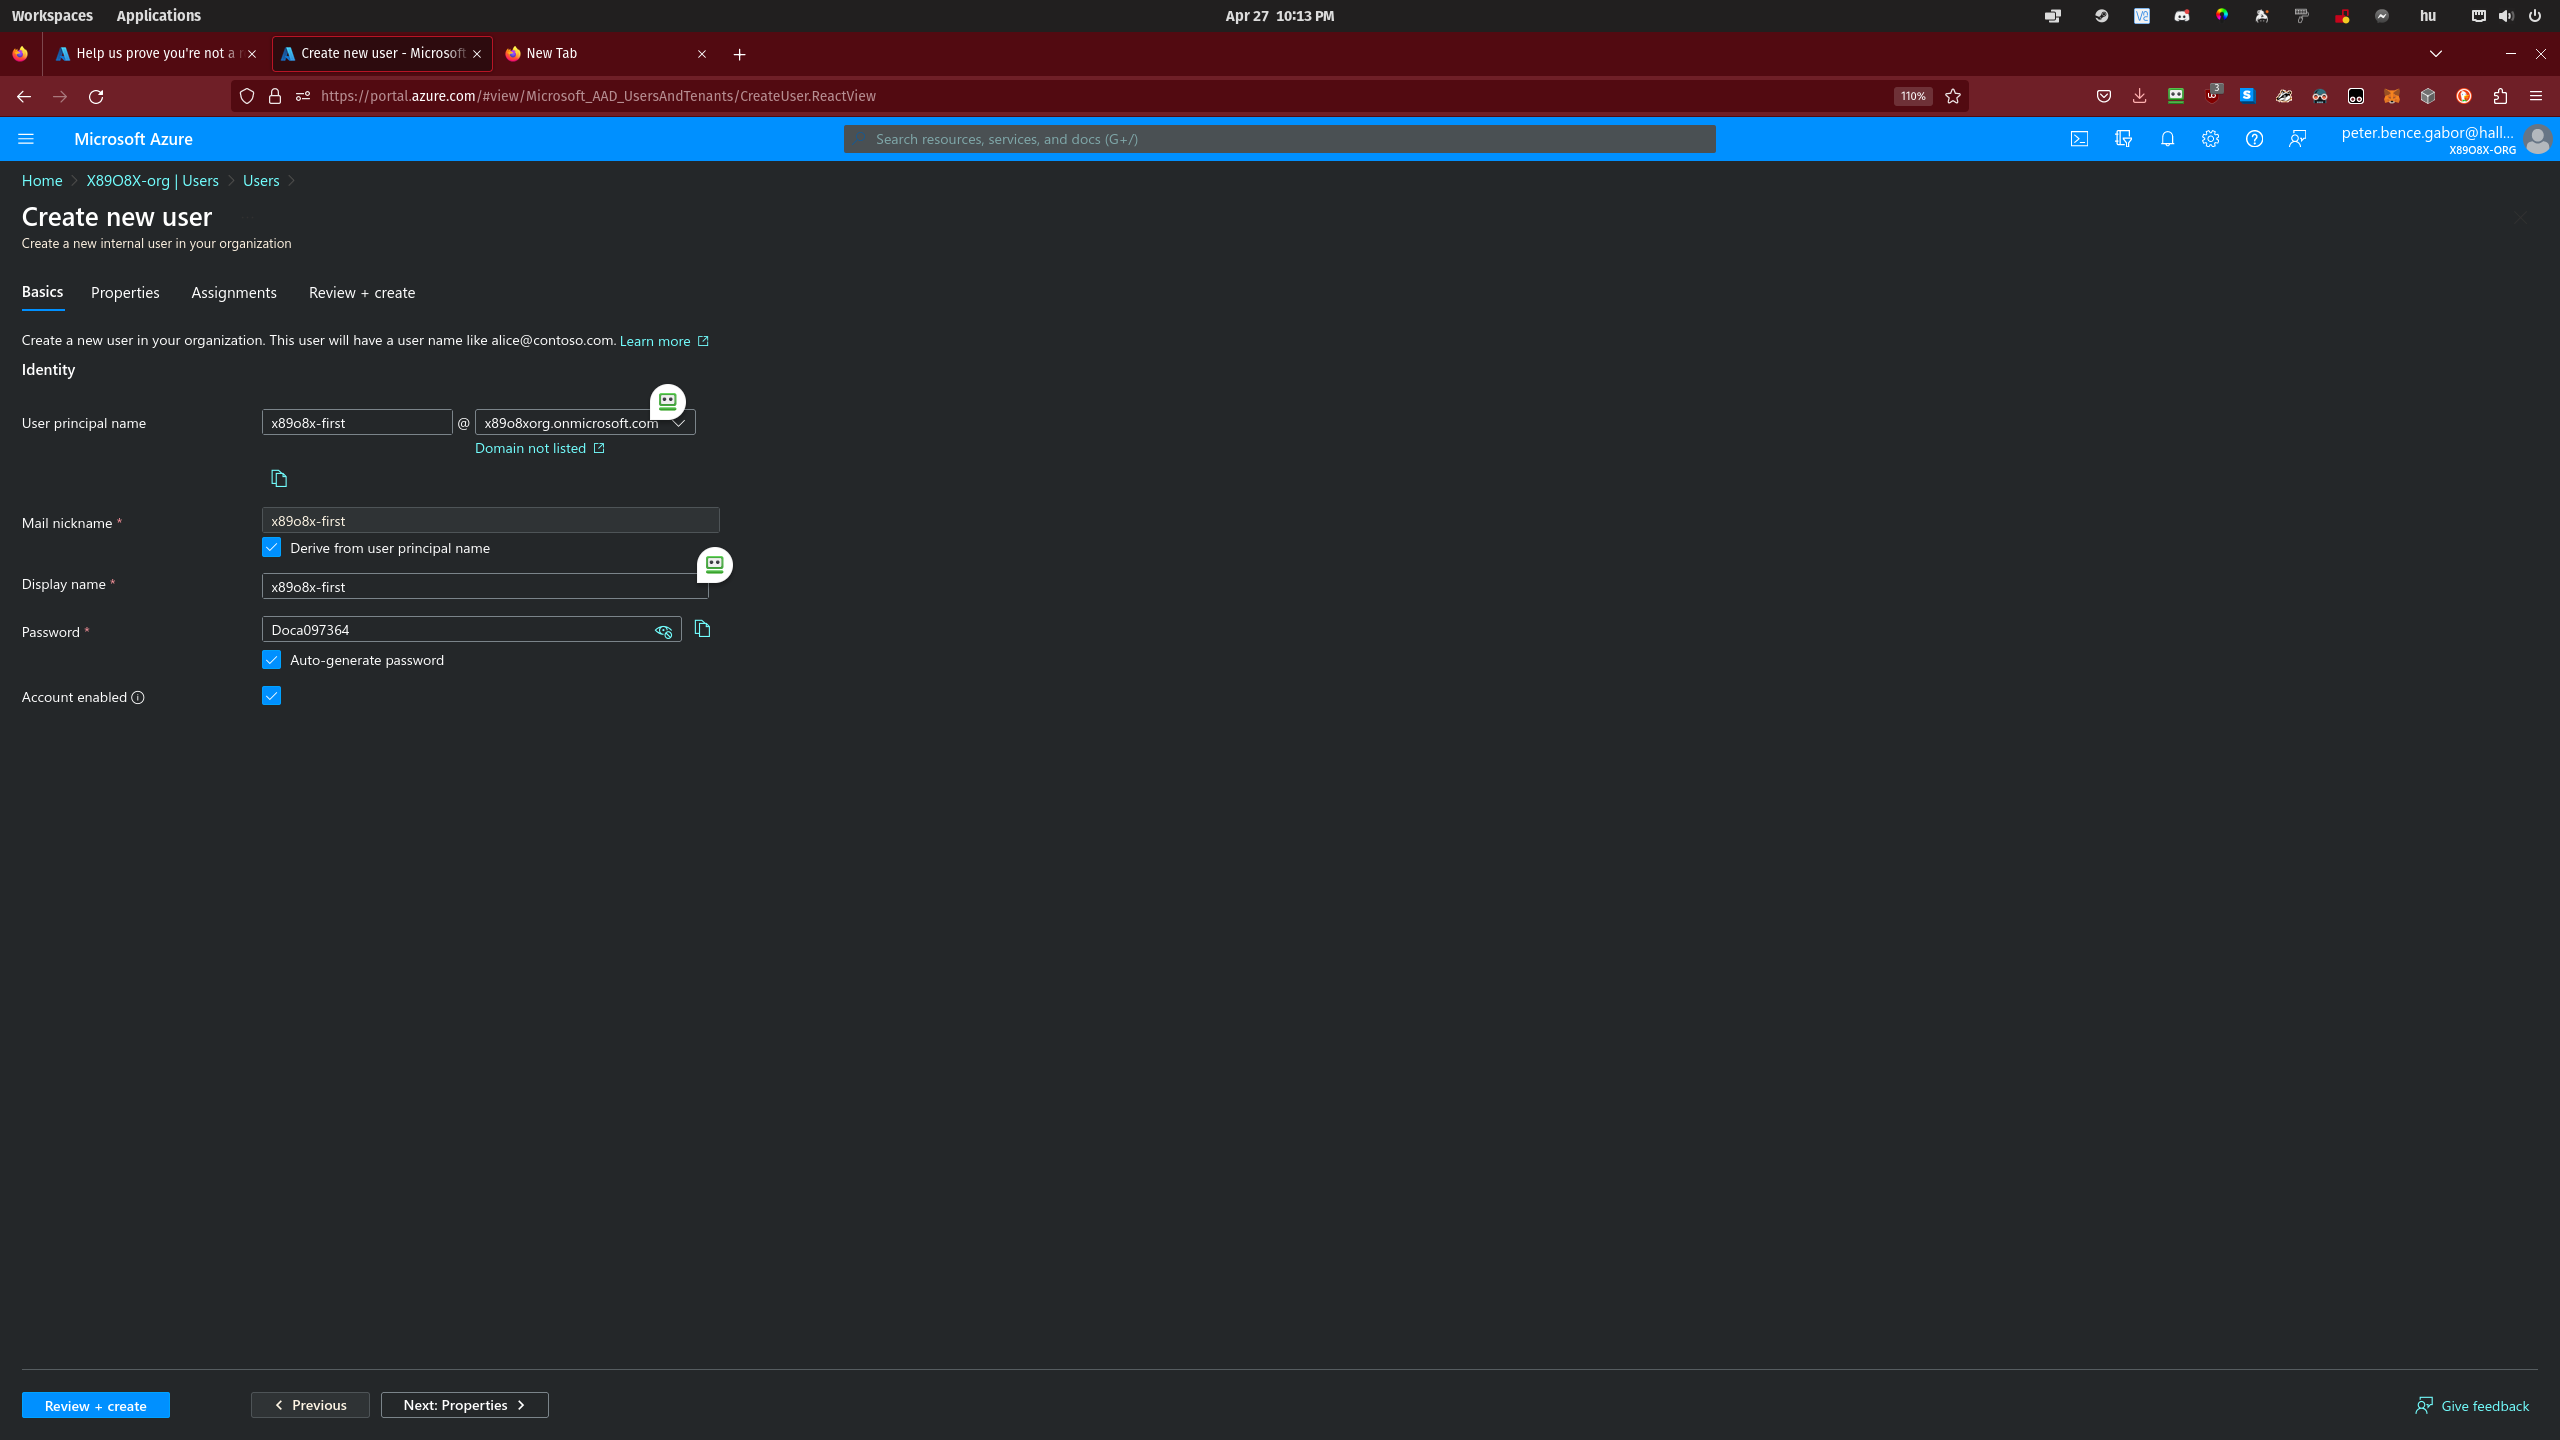 Workspaces Applications Apr 27 10:13 PM hu
Help us prove you're not a Create new user - Microsoft New Tab
https://portal.azure.com/#view/Microsoft_AAD_UsersAndTenants/CreateUser.ReactView 110% 3
Microsoft Azure Search resources, services, and docs (G+/) peter.bence.gabor@hall...
X89O8X-ORG
Home X89O8X-org | Users Users
Create new user
Create a new internal user in your organization
Basics Properties Assignments Review + create
Create a new user in your organization. This user will have a user name like alice@contoso.com. Learn more
Identity
User principal name x89o8x-first @ x89o8xorg.onmicrosoft.com
Domain not listed
Mail nickname * x89o8x-first
Derive from user principal name
Display name * x89o8x-first
Password * Doca097364
Auto-generate password
Account enabled
Review + create Previous Next: Properties Give feedback